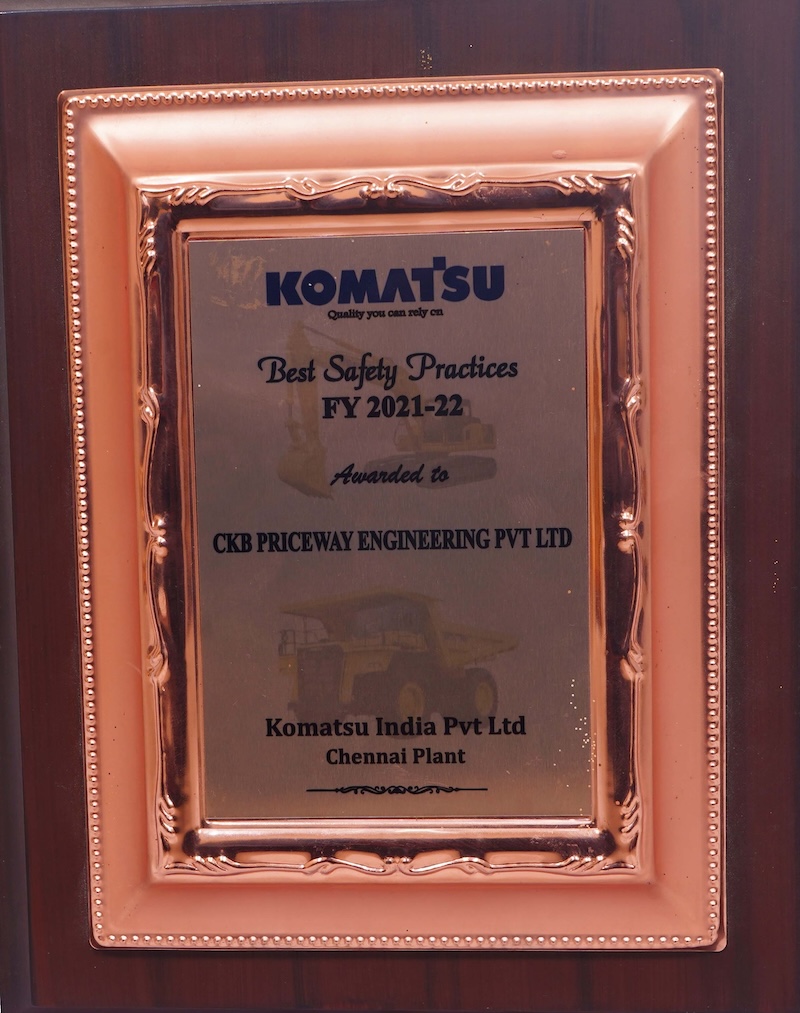 KOMATSU
Quality you can rely on
Best Safety Practices
FY 2021-22
Awarded to
CKB PRICEWAY ENGINEERING PVT LTD
Komatsu India Pvt Ltd
Chennai Plant